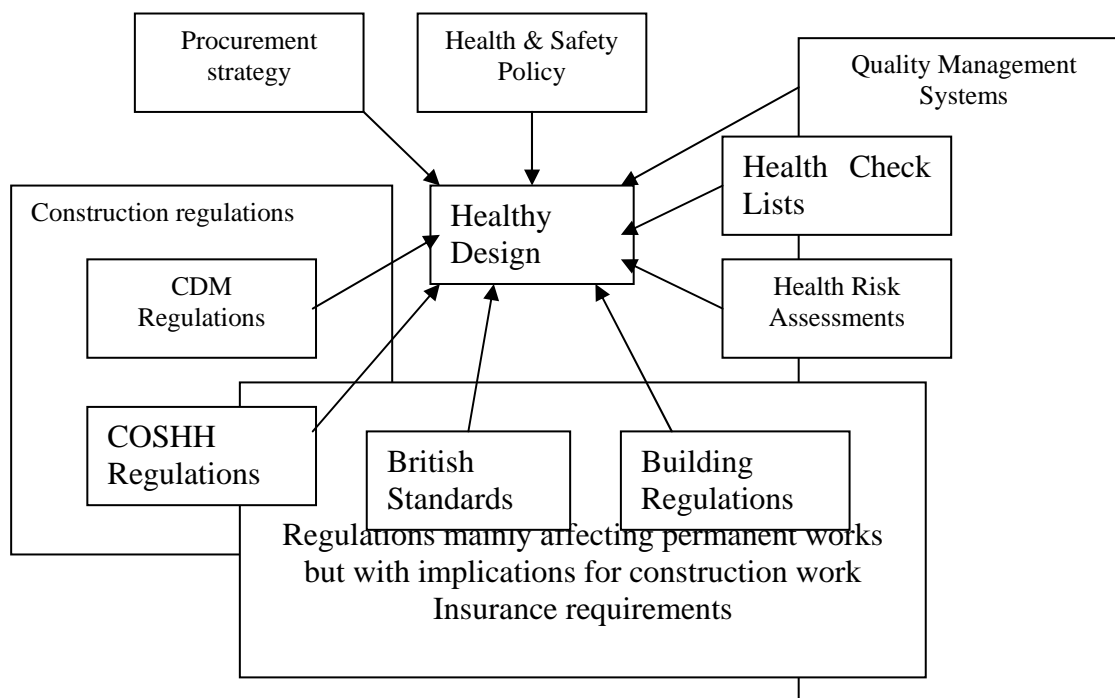 Procurement
strategy
Health & Safety
Policy
Quality Management
Systems
Health Check
Lists
Construction regulations
Healthy
Design
CDM
Regulations
Health Risk
Assessments
COSHH
Regulations
British
Standards
Building
Regulations
Regulations mainly affecting permanent works
but with implications for construction work
Insurance requirements